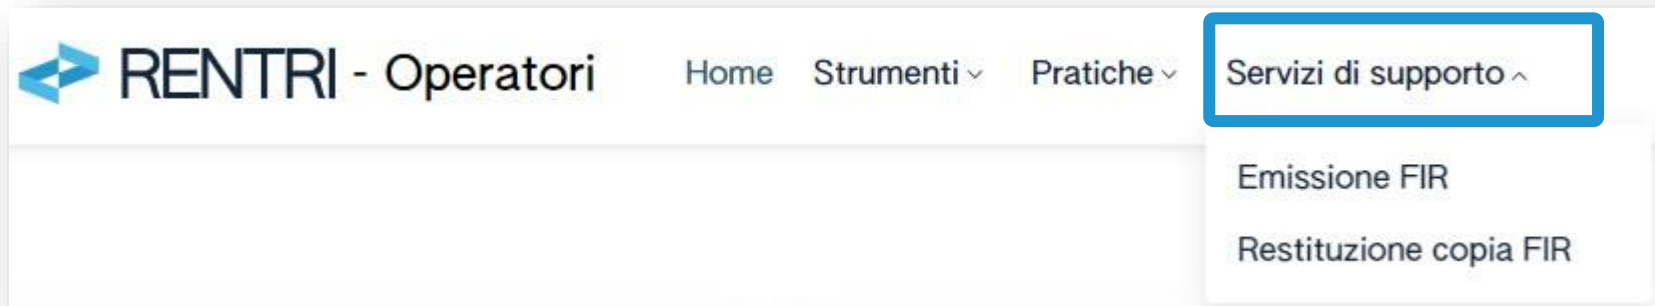 RENTRI - Operatori Home Strumenti Pratiche Servizi di supporto
Emissione FIR
Restituzione copia FIR